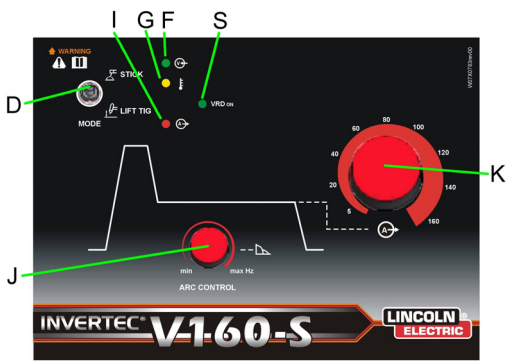 I G F S
WARNING
V
W07X0783rev00
STICK
D
VRD ON
LIFT TIG
MODE
A
60 80 100
40 120
20 140
5 160
K
A
J
min max Hz
ARC CONTROL
INVERTEC® V160-S
LINCOLN ®
ELECTRIC